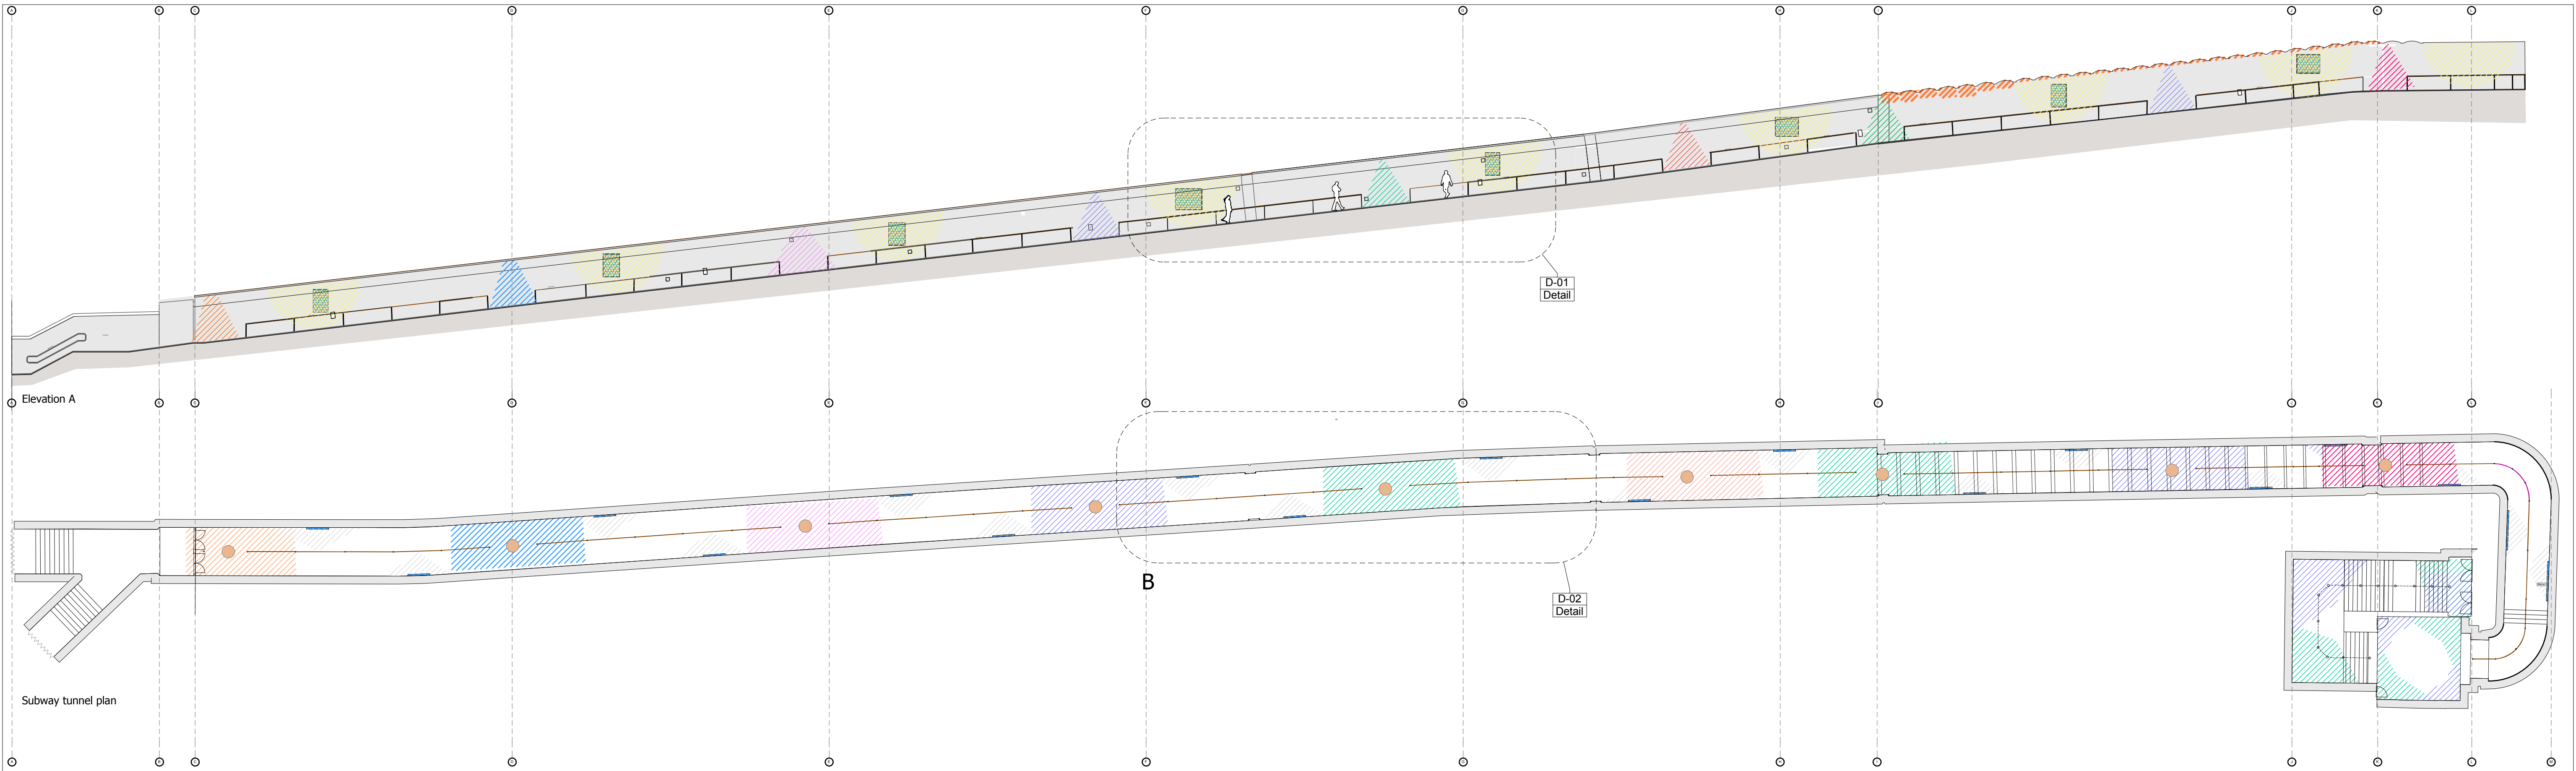 A B C D E F G H I J K L
D-01
Detail
Elevation A
A B C D E F G H I J K L
B
D-02
Detail
Subway tunnel plan
A B C D E F G H I J K L M